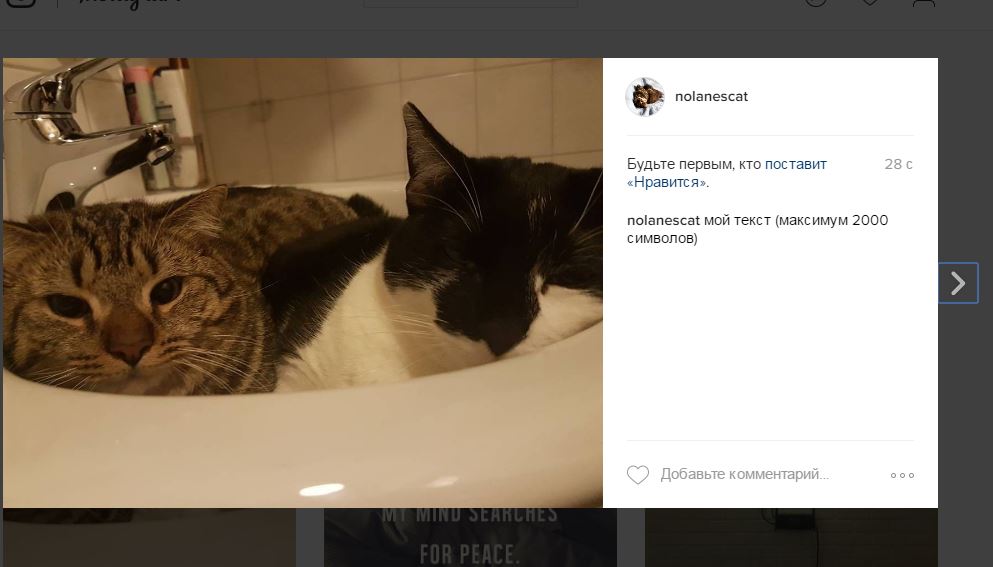 nolanescat
Будьте первым, кто поставит
28 с
«Нравится».
nolanescat мой текст (максимум 2000
символов)
Добавьте комментарий...
MY MIND SEARCHES
FOR PEACE.